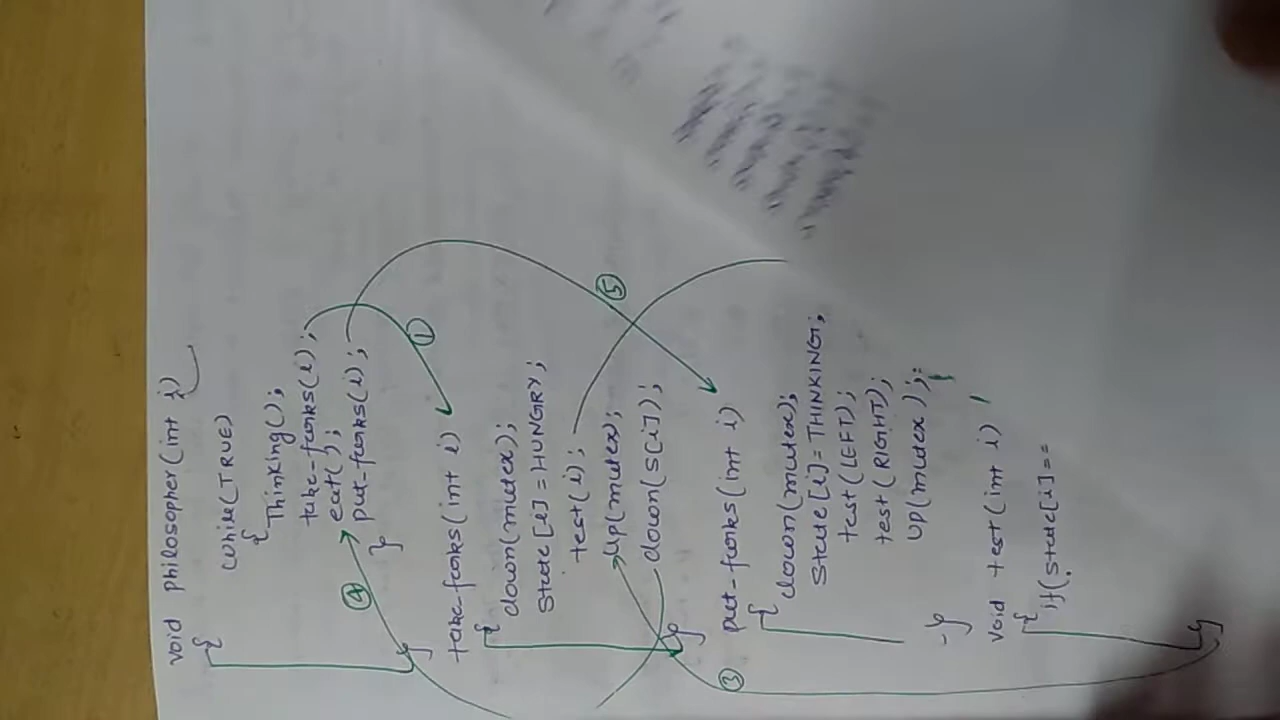 void philosopher(int i)
{
while(TRUE)
{
Thinking();
take-forks(i);
eat();
put-forks(i);
}
}
take-forks(int i)
{
down(mutex);
State[i]=HUNGRY;
test(i);
up(mutex);
down(S[i]);
}
put-forks(int i)
{
down(mutex);
State[i]=THINKING;
test(LEFT);
test(RIGHT);
up(mutex);
}
void test(int i)
{
if(state[i]==
}
①
⑤
④
③